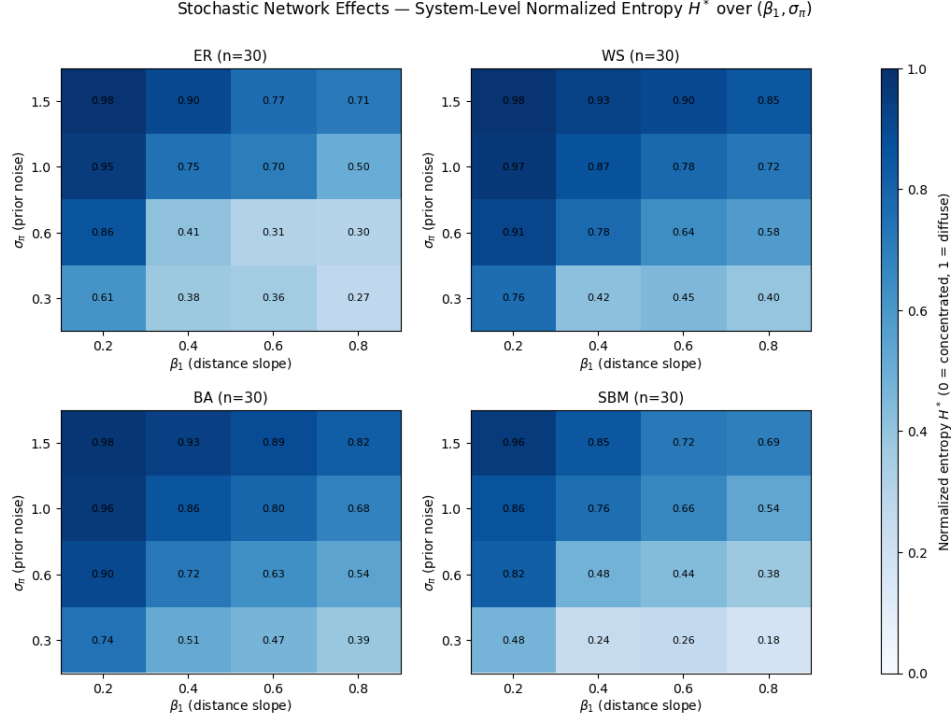 Stochastic Network Effects — System-Level Normalized Entropy H* over (β₁, σπ)
ER (n=30)
1.5 0.98 0.90 0.77 0.71
1.0 0.95 0.75 0.70 0.50
0.6 0.86 0.41 0.31 0.30
0.3 0.61 0.38 0.36 0.27
0.2 0.4 0.6 0.8
σπ (prior noise)
β₁ (distance slope)
WS (n=30)
1.5 0.98 0.93 0.90 0.85
1.0 0.97 0.87 0.78 0.72
0.6 0.91 0.78 0.64 0.58
0.3 0.76 0.42 0.45 0.40
0.2 0.4 0.6 0.8
σπ (prior noise)
β₁ (distance slope)
BA (n=30)
1.5 0.98 0.93 0.89 0.82
1.0 0.96 0.86 0.80 0.68
0.6 0.90 0.72 0.63 0.54
0.3 0.74 0.51 0.47 0.39
0.2 0.4 0.6 0.8
σπ (prior noise)
β₁ (distance slope)
SBM (n=30)
1.5 0.96 0.85 0.72 0.69
1.0 0.86 0.76 0.66 0.54
0.6 0.82 0.48 0.44 0.38
0.3 0.48 0.24 0.26 0.18
0.2 0.4 0.6 0.8
σπ (prior noise)
β₁ (distance slope)
1.0
0.8
0.6
0.4
0.2
0.0
Normalized entropy H* (0 = concentrated, 1 = diffuse)